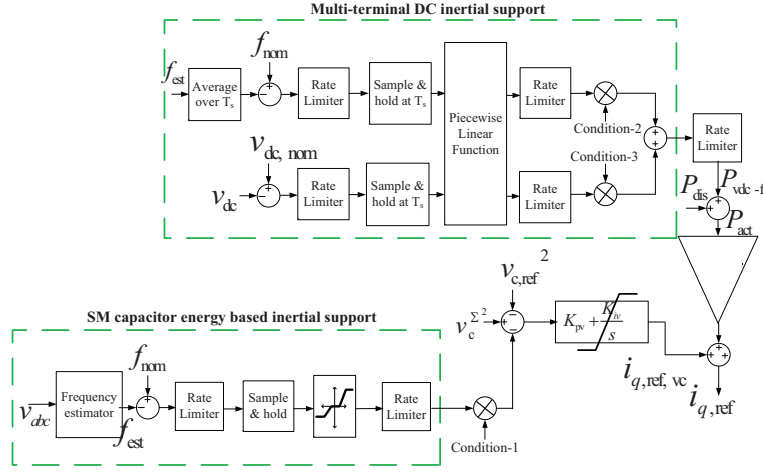 Multi-terminal DC inertial support
f_nom
f_est
Average over T_s
+
−
Rate Limiter
Sample & hold at T_s
Piecewise Linear Function
Rate Limiter
Condition-2
v_dc, nom
v_dc
+
−
Rate Limiter
Sample & hold at T_s
Rate Limiter
Condition-3
+
+
Rate Limiter
P_vdc-f
P_dis
+
+
P_act
SM capacitor energy based inertial support
v_abc
Frequency estimator
f_nom
f_est
+
−
Rate Limiter
Sample & hold
Rate Limiter
Condition-1
v_c,ref^2
v_c^Σ 2
+
−
−
K_pv + K_iv / s
i_q,ref, vc
+
+
i_q,ref